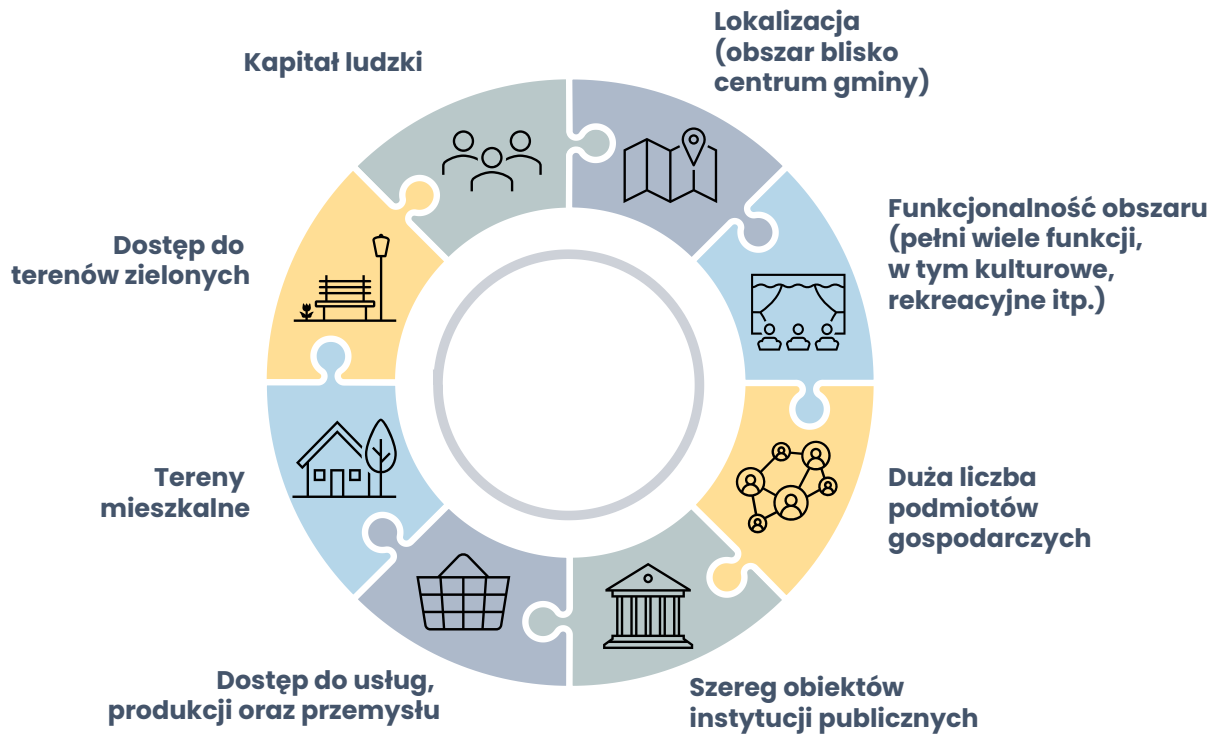 Kapitał ludzki
Lokalizacja
(obszar blisko
centrum gminy)
Funkcjonalność obszaru
(pełni wiele funkcji,
w tym kulturowe,
rekreacyjne itp.)
Duża liczba
podmiotów
gospodarczych
Szereg obiektów
instytucji publicznych
Dostęp do usług,
produkcji oraz przemysłu
Tereny
mieszkalne
Dostęp do
terenów zielonych